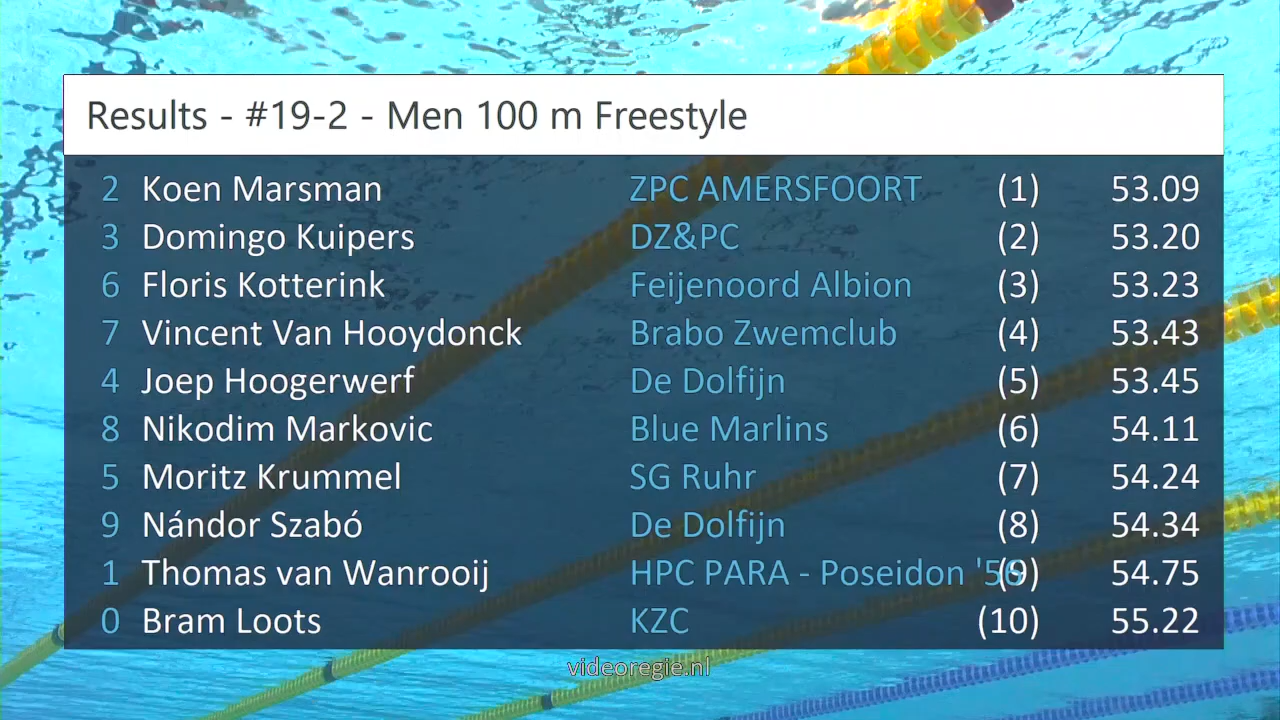 Results - #19-2 - Men 100 m Freestyle
2 Koen Marsman ZPC AMERSFOORT (1) 53.09
3 Domingo Kuipers DZ&PC (2) 53.20
6 Floris Kotterink Feijenoord Albion (3) 53.23
7 Vincent Van Hooydonck Brabo Zwemclub (4) 53.43
4 Joep Hoogerwerf De Dolfijn (5) 53.45
8 Nikodim Markovic Blue Marlins (6) 54.11
5 Moritz Krummel SG Ruhr (7) 54.24
9 Nándor Szabó De Dolfijn (8) 54.34
1 Thomas van Wanrooij HPC PARA - Poseidon (9) 54.75
0 Bram Loots KZC (10) 55.22
videoregie.nl